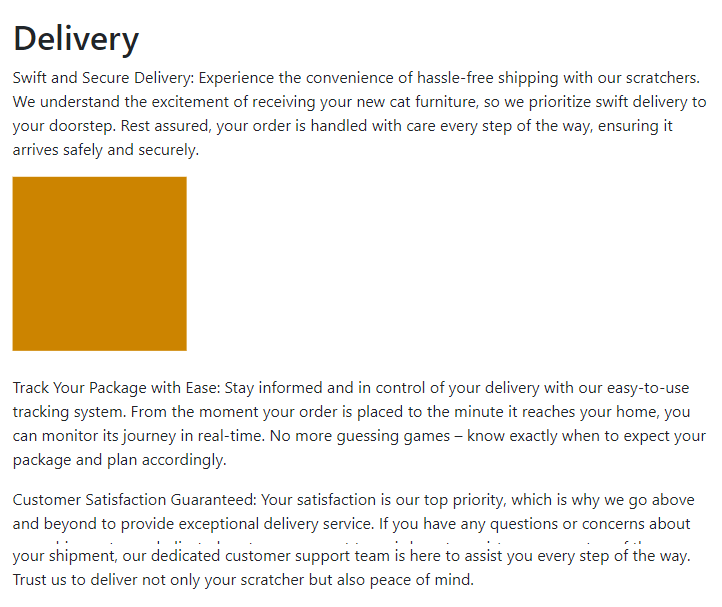 Delivery
Swift and Secure Delivery: Experience the convenience of hassle-free shipping with our scratchers.
We understand the excitement of receiving your new cat furniture, so we prioritize swift delivery to
your doorstep. Rest assured, your order is handled with care every step of the way, ensuring it
arrives safely and securely.
Track Your Package with Ease: Stay informed and in control of your delivery with our easy-to-use
tracking system. From the moment your order is placed to the minute it reaches your home, you
can monitor its journey in real-time. No more guessing games – know exactly when to expect your
package and plan accordingly.
Customer Satisfaction Guaranteed: Your satisfaction is our top priority, which is why we go above
and beyond to provide exceptional delivery service. If you have any questions or concerns about
your shipment, our dedicated customer support team is here to assist you every step of the way.
Trust us to deliver not only your scratcher but also peace of mind.